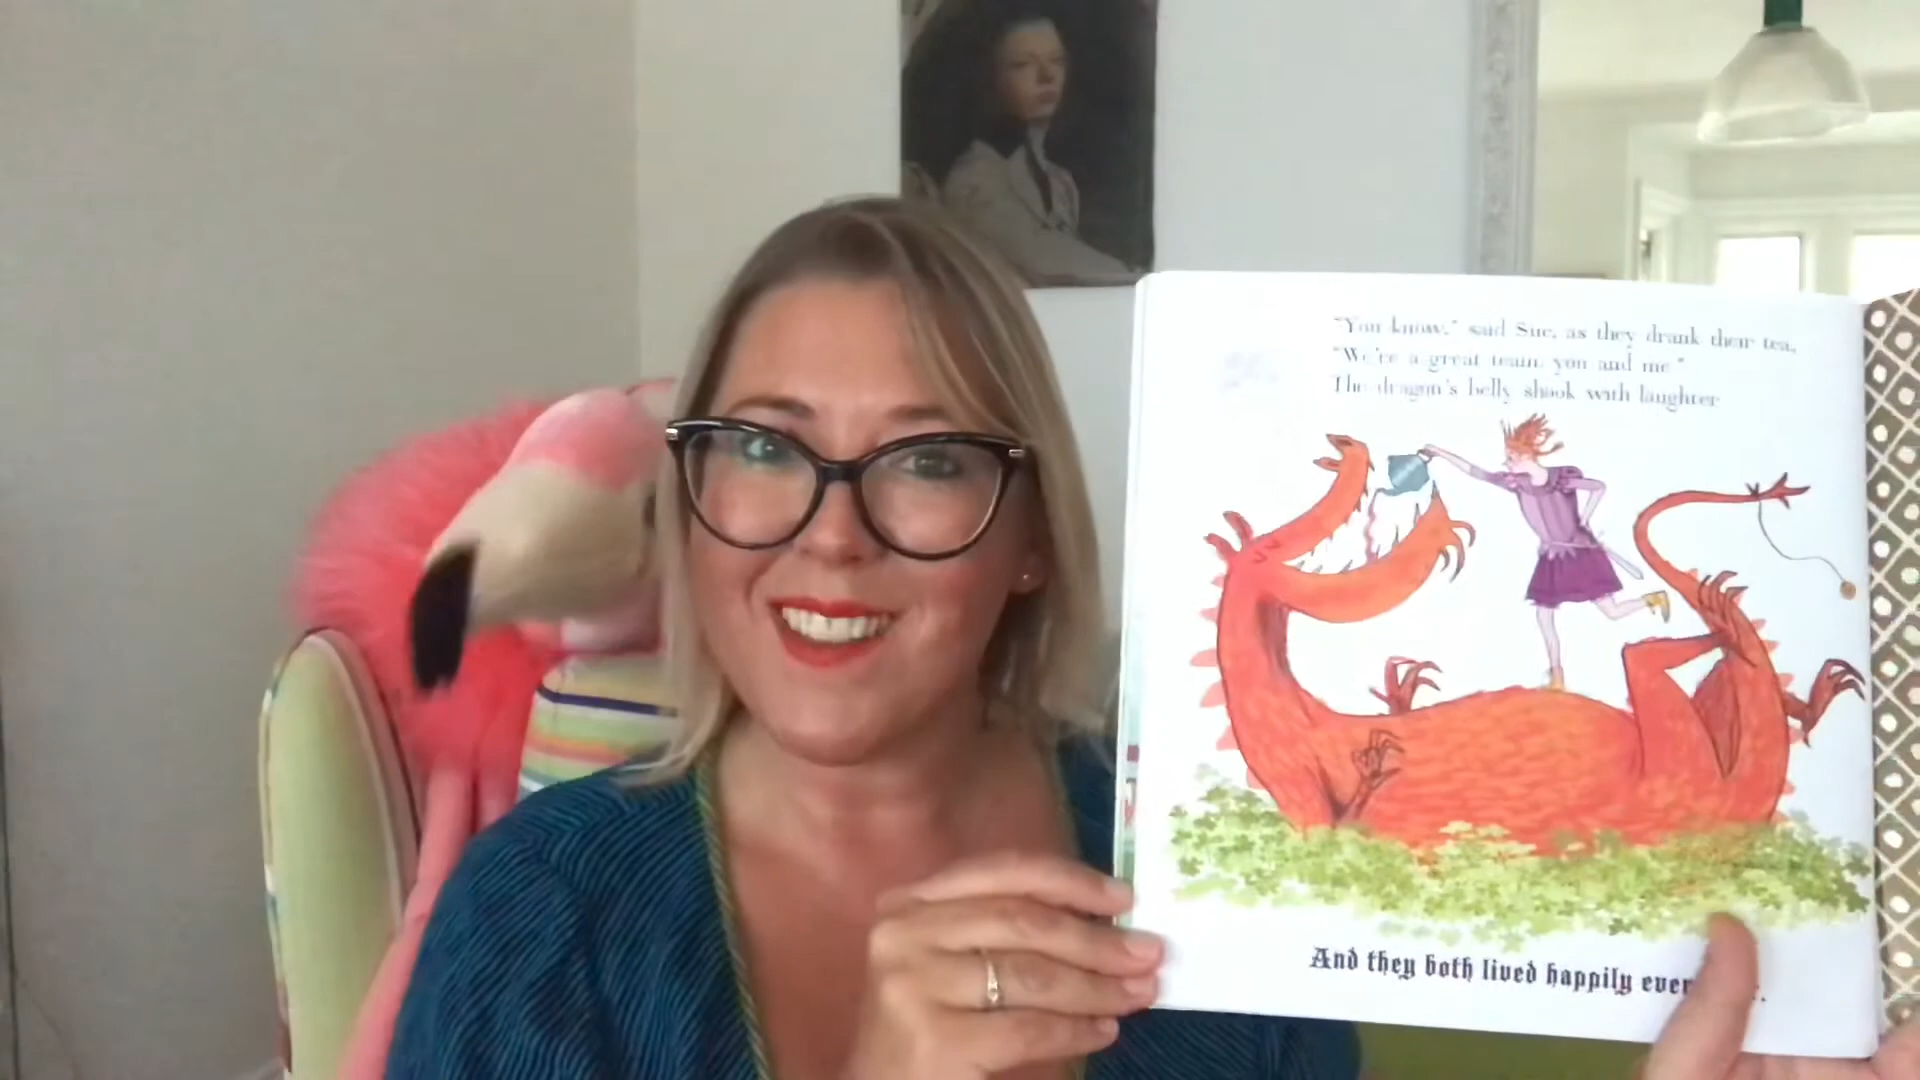 "You know," said Sue, as they drank their tea,
"We're a great team, you and me."
The dragon's belly shook with laughter
And they both lived happily ever